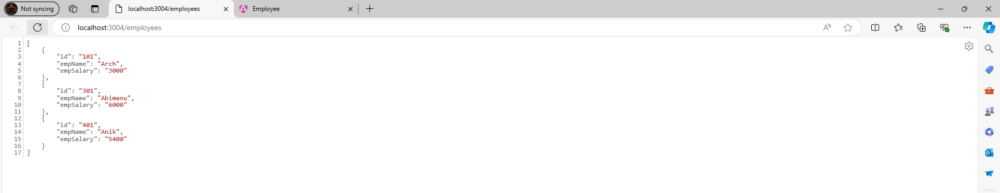 Not syncing
localhost:3004/employees
Employee
localhost:3004/employees
1 [
2 {
3 "id": "101",
4 "empName": "Arch",
5 "empSalary": "3000"
6 },
7 {
8 "id": "301",
9 "empName": "Abimanu",
10 "empSalary": "6000"
11 },
12 {
13 "id": "401",
14 "empName": "Anik",
15 "empSalary": "5400"
16 }
17 ]